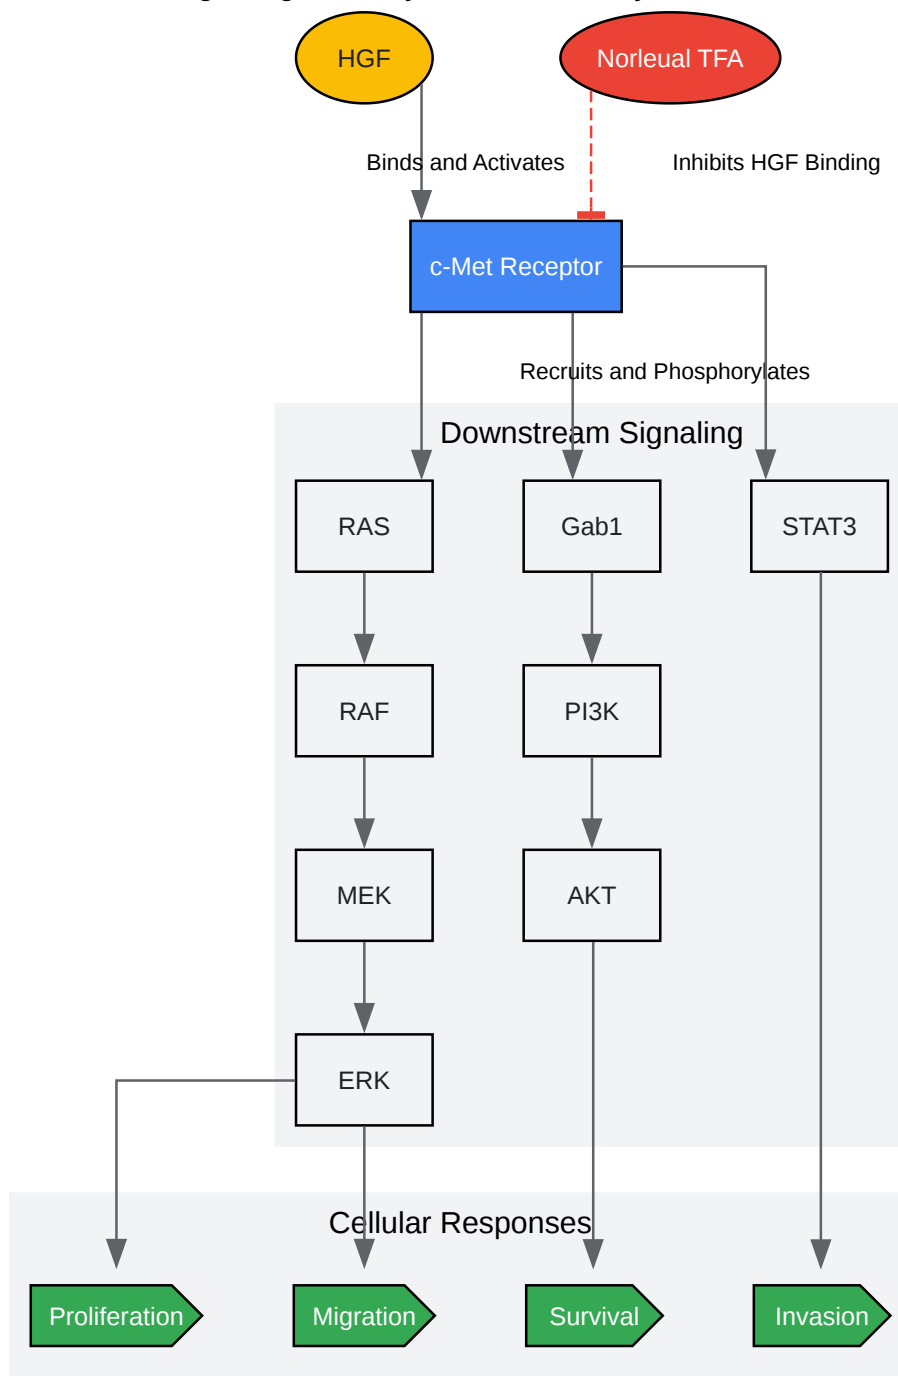 HGF
Norleual TFA
Binds and Activates
Inhibits HGF Binding
c-Met Receptor
Recruits and Phosphorylates
Downstream Signaling
RAS
Gab1
STAT3
RAF
PI3K
MEK
AKT
ERK
Cellular Responses
Proliferation
Migration
Survival
Invasion